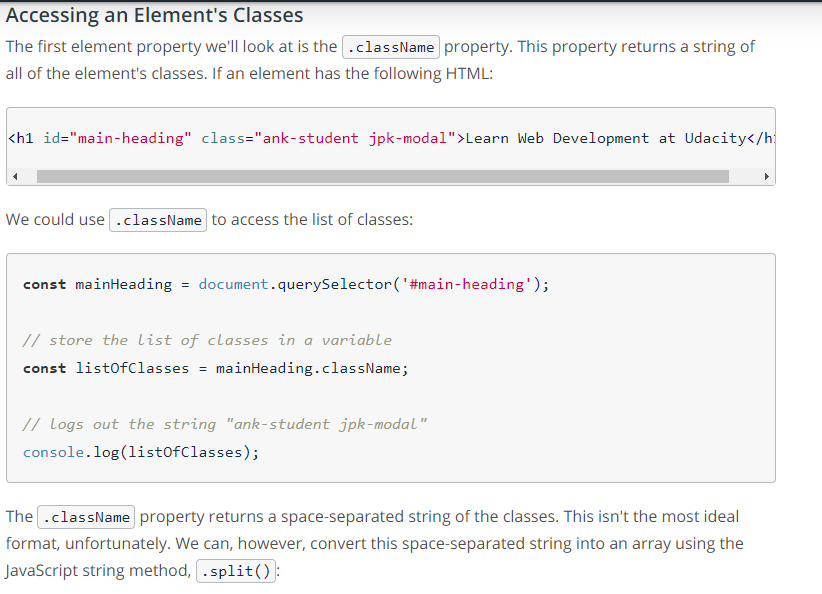 Accessing an Element's Classes
The first element property we'll look at is the .className property. This property returns a string of
all of the element's classes. If an element has the following HTML:
<h1 id="main-heading" class="ank-student jpk-modal">Learn Web Development at Udacity</h1
We could use .className to access the list of classes:
const mainHeading = document.querySelector('#main-heading');
// store the list of classes in a variable
const listOfClasses = mainHeading.className;
// logs out the string "ank-student jpk-modal"
console.log(listOfClasses);
The .className property returns a space-separated string of the classes. This isn't the most ideal
format, unfortunately. We can, however, convert this space-separated string into an array using the
JavaScript string method, .split():